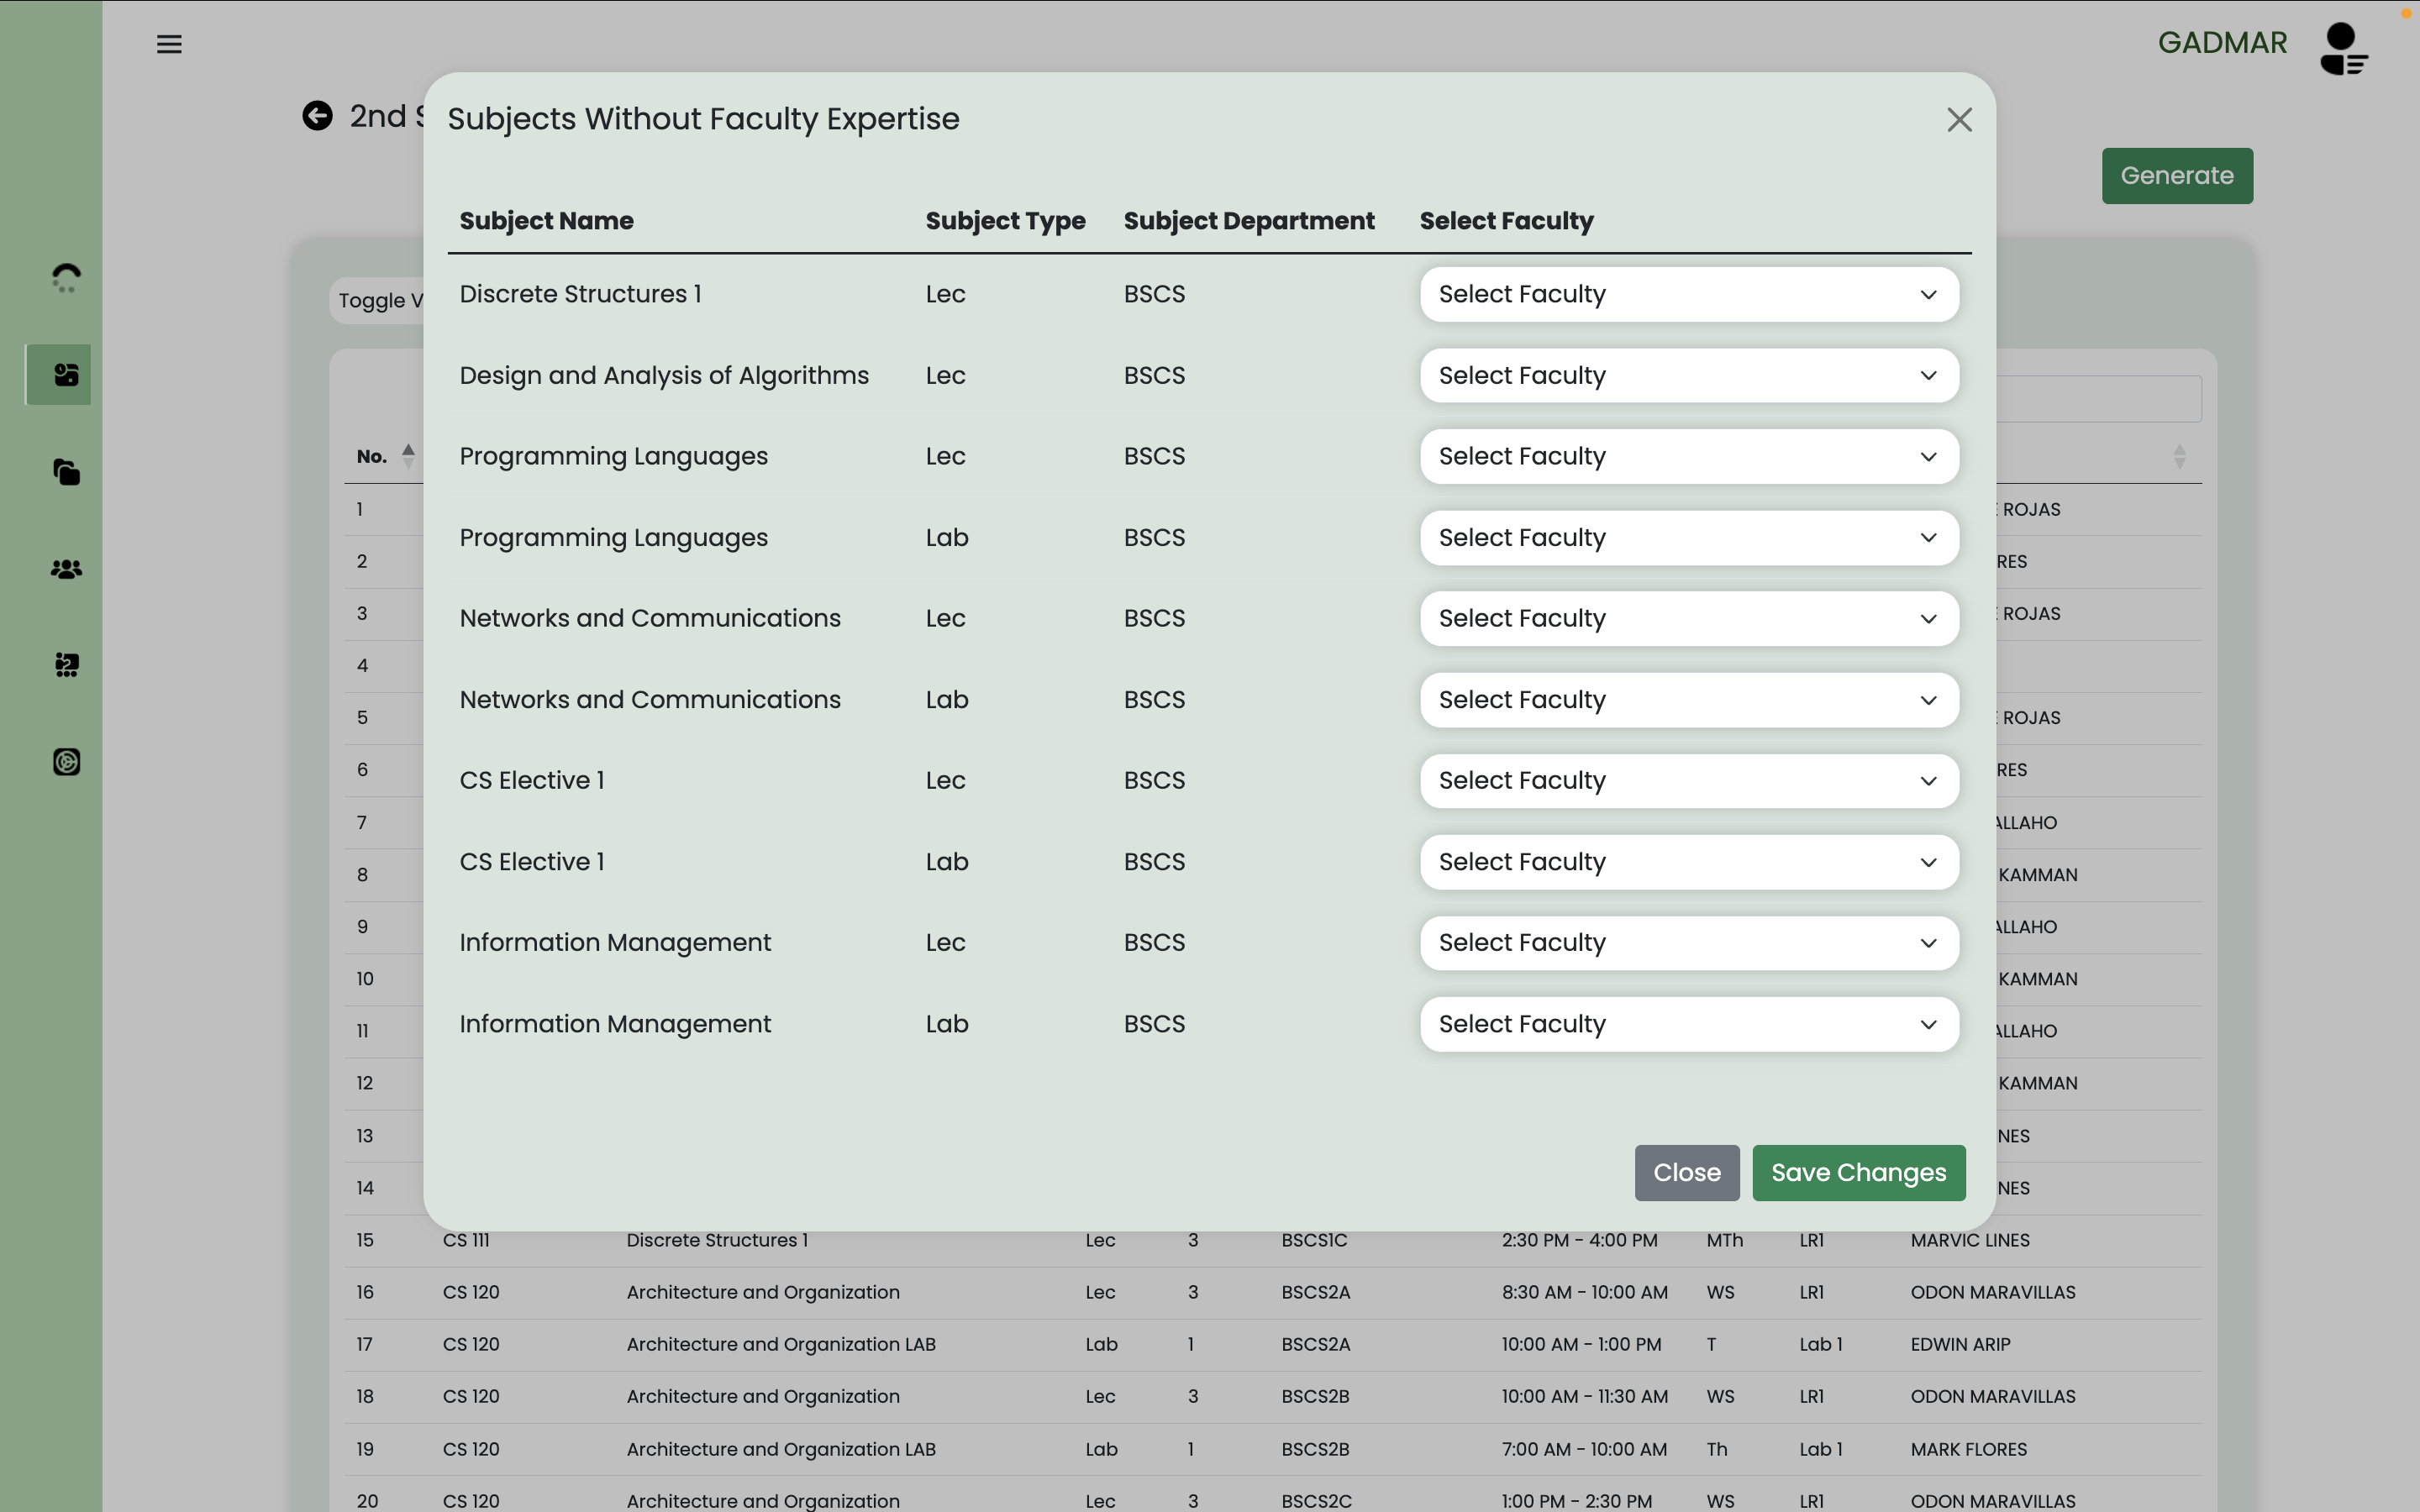 GADMAR
2nd S
Subjects Without Faculty Expertise
Generate
Toggle V
Subject Name Subject Type Subject Department Select Faculty
Discrete Structures 1 Lec BSCS Select Faculty
Design and Analysis of Algorithms Lec BSCS Select Faculty
Programming Languages Lec BSCS Select Faculty
Programming Languages Lab BSCS Select Faculty
Networks and Communications Lec BSCS Select Faculty
Networks and Communications Lab BSCS Select Faculty
CS Elective 1 Lec BSCS Select Faculty
CS Elective 1 Lab BSCS Select Faculty
Information Management Lec BSCS Select Faculty
Information Management Lab BSCS Select Faculty
Close Save Changes
No.
1 ROJAS
2 RES
3 ROJAS
4
5 ROJAS
6 RES
7 ALLAHO
8 KAMMAN
9 ALLAHO
10 KAMMAN
11 ALLAHO
12 KAMMAN
13 NES
14 NES
15 CS 111 Discrete Structures 1 Lec 3 BSCS1C 2:30 PM - 4:00 PM MTh LR1 MARVIC LINES
16 CS 120 Architecture and Organization Lec 3 BSCS2A 8:30 AM - 10:00 AM WS LR1 ODON MARAVILLAS
17 CS 120 Architecture and Organization LAB Lab 1 BSCS2A 10:00 AM - 1:00 PM T Lab 1 EDWIN ARIP
18 CS 120 Architecture and Organization Lec 3 BSCS2B 10:00 AM - 11:30 AM WS LR1 ODON MARAVILLAS
19 CS 120 Architecture and Organization LAB Lab 1 BSCS2B 7:00 AM - 10:00 AM Th Lab 1 MARK FLORES
20 CS 120 Architecture and Organization Lec 3 BSCS2C 1:00 PM - 2:30 PM WS LR1 ODON MARAVILLAS